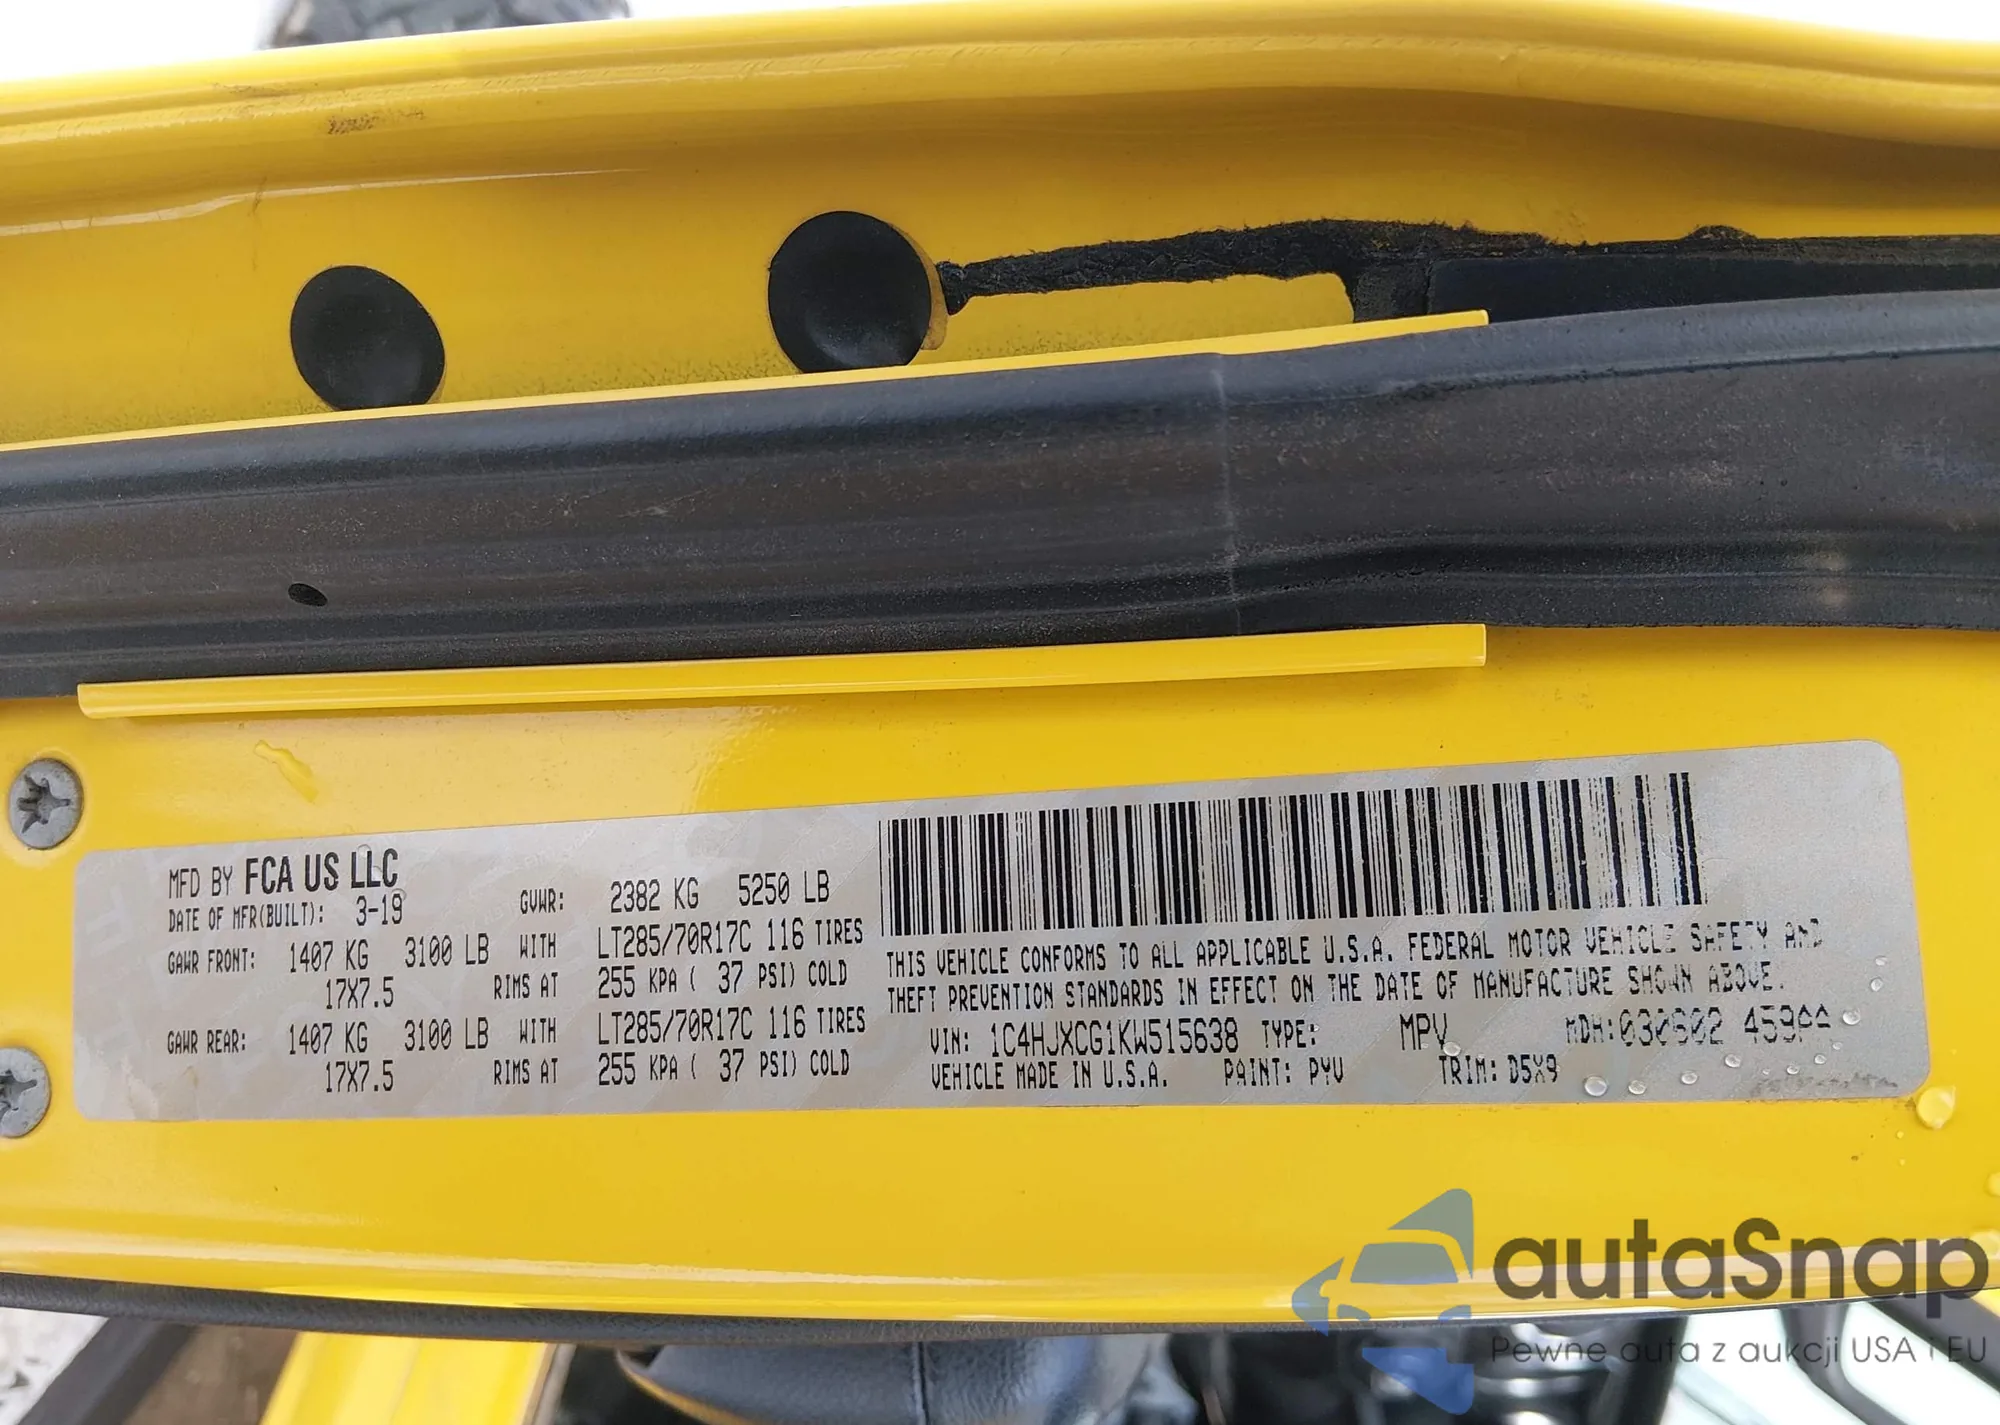 MFD BY FCA US LLC
DATE OF MFR(BUILT): 3-19 GVWR: 2382 KG 5250 LB
GAWR FRONT: 1407 KG 3100 LB WITH LT285/70R17C 116 TIRES
17X7.5 RIMS AT 255 KPA ( 37 PSI) COLD
GAWR REAR: 1407 KG 3100 LB WITH LT285/70R17C 116 TIRES
17X7.5 RIMS AT 255 KPA ( 37 PSI) COLD
THIS VEHICLE CONFORMS TO ALL APPLICABLE U.S.A. FEDERAL MOTOR VEHICLE SAFETY AND
THEFT PREVENTION STANDARDS IN EFFECT ON THE DATE OF MANUFACTURE SHOWN ABOVE.
VIN: 1C4HJXCG1KW515638 TYPE: MPV MDH:
VEHICLE MADE IN U.S.A. PAINT: PYV TRIM: D5X9
autaSnap
Pewne auta z aukcji USA i EU